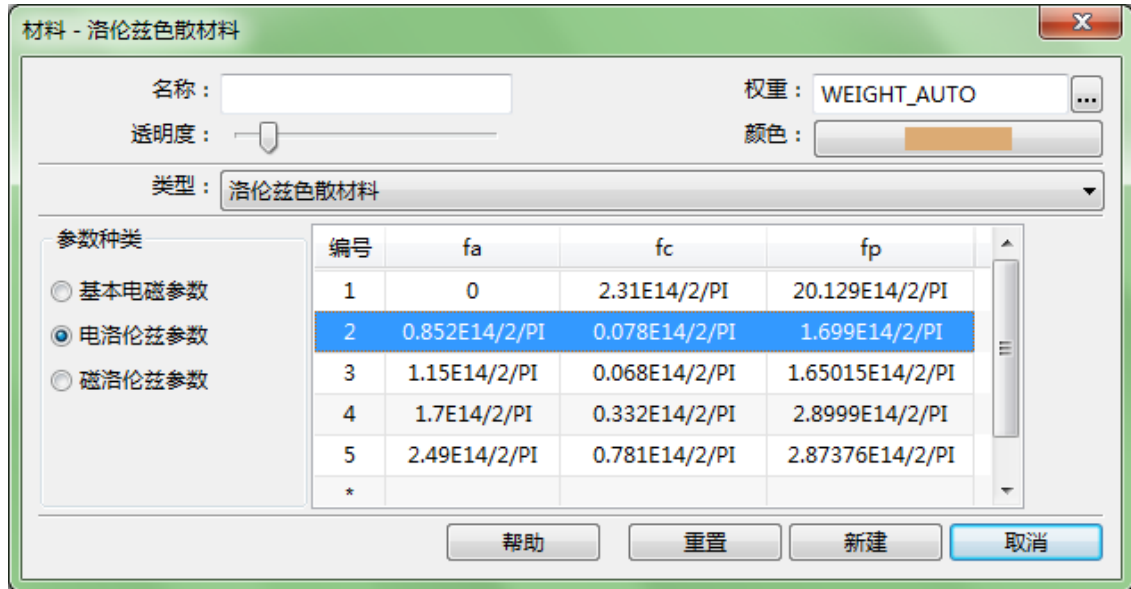 材料 - 洛伦兹色散材料
名称： 权重： WEIGHT_AUTO ...
透明度： 颜色：
类型： 洛伦兹色散材料
参数种类
基本电磁参数
电洛伦兹参数
磁洛伦兹参数
编号 fa fc fp
1 0 2.31E14/2/PI 20.129E14/2/PI
2 0.852E14/2/PI 0.078E14/2/PI 1.699E14/2/PI
3 1.15E14/2/PI 0.068E14/2/PI 1.65015E14/2/PI
4 1.7E14/2/PI 0.332E14/2/PI 2.8999E14/2/PI
5 2.49E14/2/PI 0.781E14/2/PI 2.87376E14/2/PI
*
帮助 重置 新建 取消